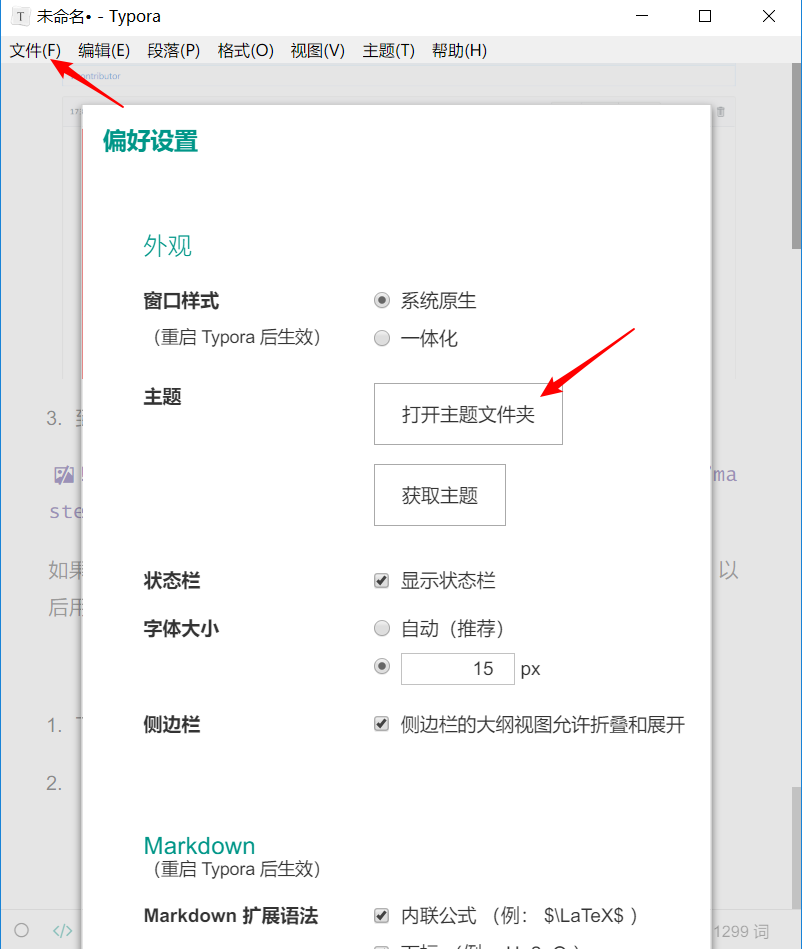 未命名• - Typora
文件(F) 编辑(E) 段落(P) 格式(O) 视图(V) 主题(T) 帮助(H)
偏好设置
外观
窗口样式 系统原生
（重启 Typora 后生效） 一体化
主题 打开主题文件夹
获取主题
状态栏 显示状态栏
字体大小 自动（推荐）
15 px
侧边栏 侧边栏的大纲视图允许折叠和展开
Markdown
（重启 Typora 后生效）
Markdown 扩展语法 内联公式 （例： $\LaTeX$ ）
3.
ma
ste
如果 以
后用
1.
2.
</> 1299 词